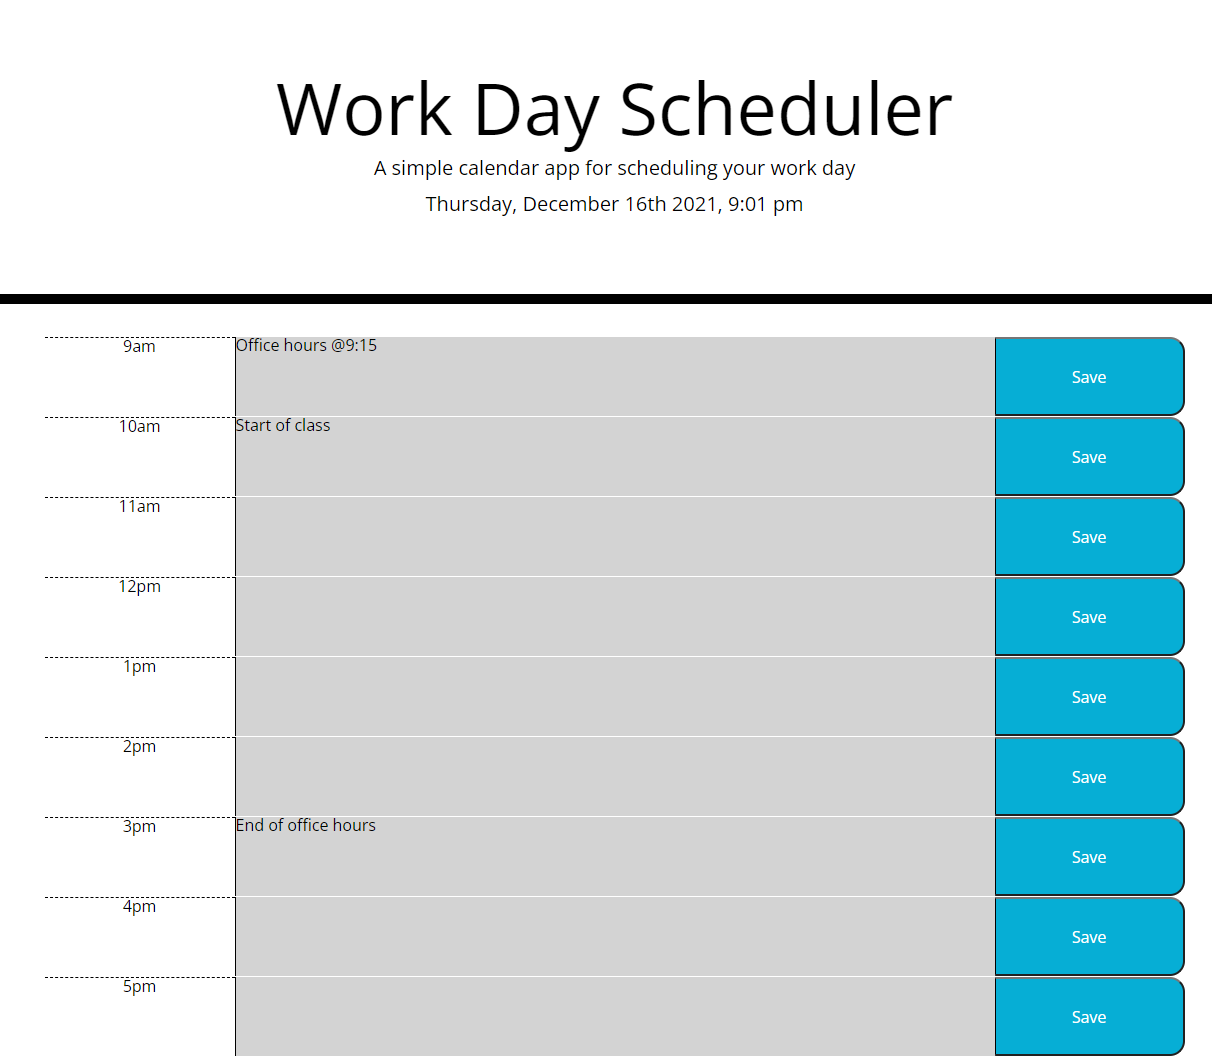 Work Day Scheduler
A simple calendar app for scheduling your work day
Thursday, December 16th 2021, 9:01 pm
9am Office hours @9:15 Save
10am Start of class Save
11am Save
12pm Save
1pm Save
2pm Save
3pm End of office hours Save
4pm Save
5pm Save